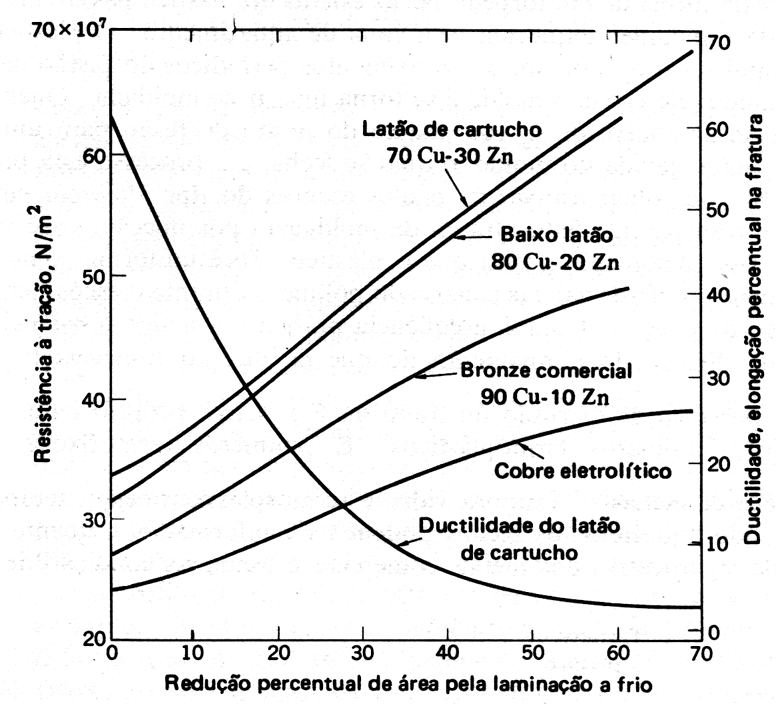 70×10⁷
60
50
40
30
20
Resistência à tração, N/m²
70
60
50
40
30
20
10
0
Ductilidade, elongação percentual na fratura
Latão de cartucho
70 Cu-30 Zn
Baixo latão
80 Cu-20 Zn
Bronze comercial
90 Cu-10 Zn
Cobre eletrolítico
Ductilidade do latão
de cartucho
0 10 20 30 40 50 60 70
Redução percentual de área pela laminação a frio